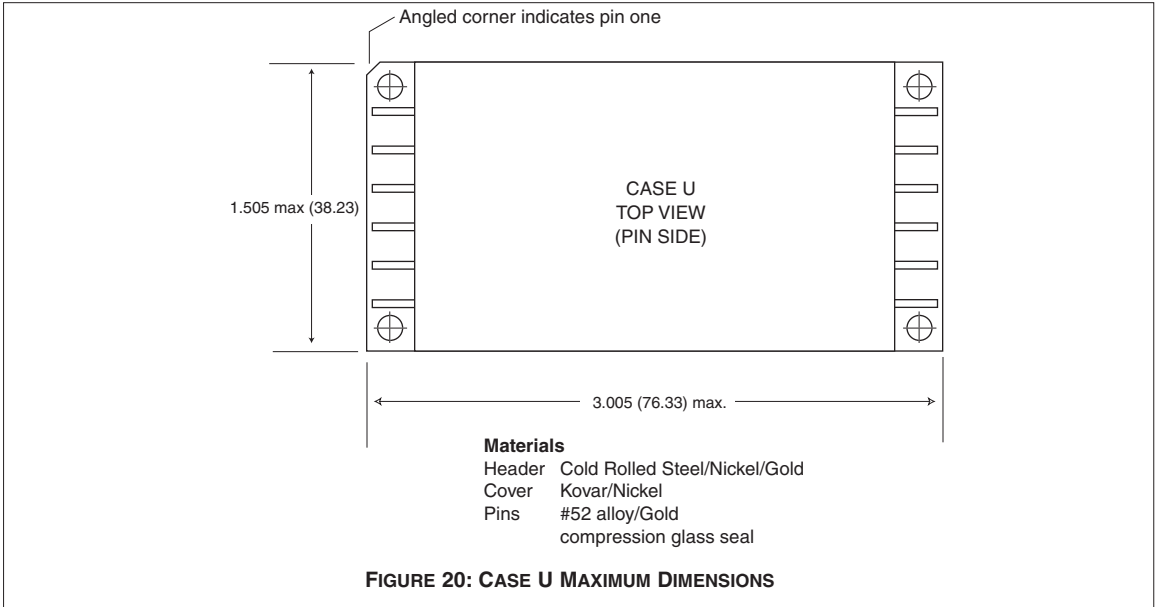 Angled corner indicates pin one
1.505 max (38.23)
CASE U
TOP VIEW
(PIN SIDE)
3.005 (76.33) max.
Materials
Header Cold Rolled Steel/Nickel/Gold
Cover Kovar/Nickel
Pins #52 alloy/Gold
compression glass seal
FIGURE 20: CASE U MAXIMUM DIMENSIONS